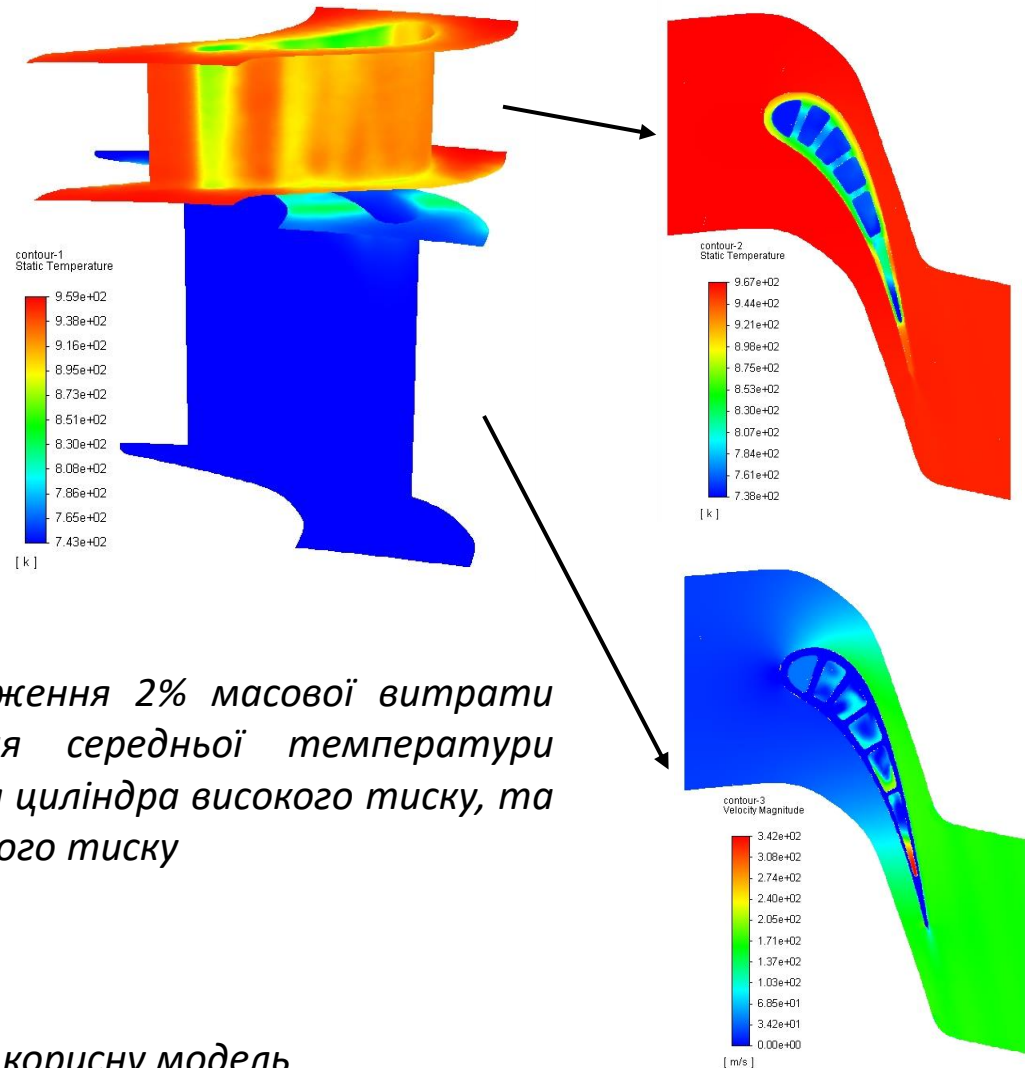 contour-1
Static Temperature
9.59e+02
9.38e+02
9.16e+02
8.95e+02
8.73e+02
8.51e+02
8.30e+02
8.08e+02
7.86e+02
7.65e+02
7.43e+02
[ k ]
contour-2
Static Temperature
9.67e+02
9.44e+02
9.21e+02
8.98e+02
8.75e+02
8.53e+02
8.30e+02
8.07e+02
7.84e+02
7.61e+02
7.38e+02
[ k ]
ження 2% масової витрати
я середньої температури
циліндра високого тиску, та
ого тиску
корисну модель
contour-3
Velocity Magnitude
3.42e+02
3.08e+02
2.74e+02
2.40e+02
2.05e+02
1.71e+02
1.37e+02
1.03e+02
6.85e+01
3.42e+01
0.00e+00
[ m/s ]